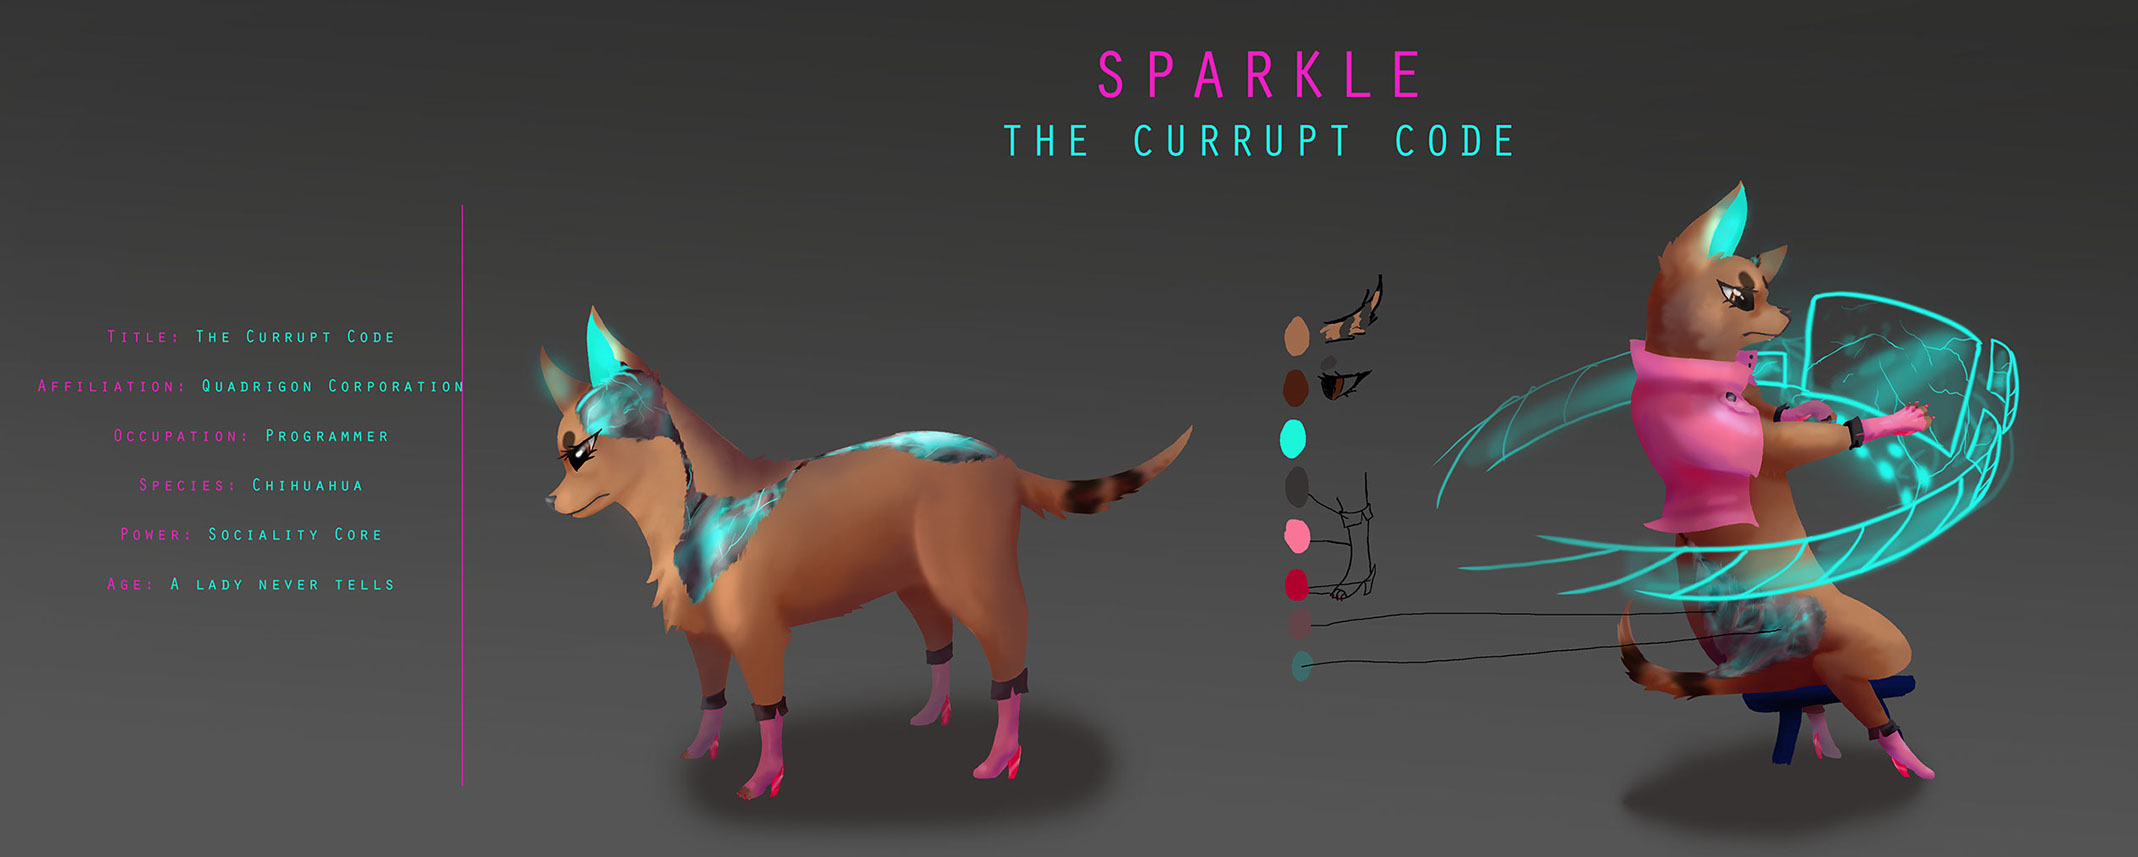 SPARKLE
THE CURRUPT CODE
Title: The Currupt Code
Affiliation: Quadrigon Corporation
Occupation: Programmer
Species: Chihuahua
Power: Sociality Core
Age: A lady never tells